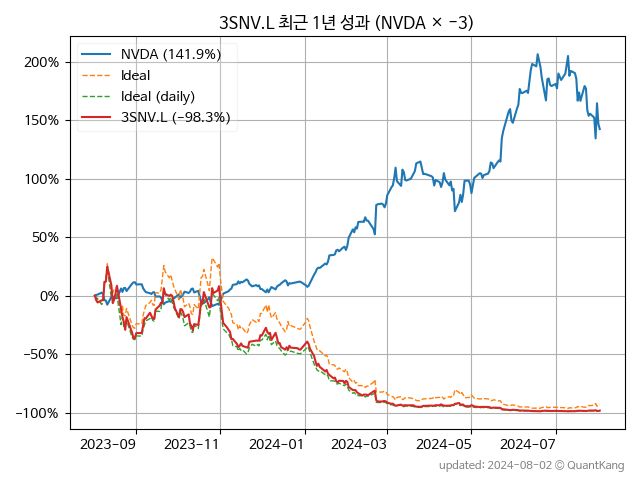 3SNV.L 최근 1년 성과 (NVDA × −3)
NVDA (141.9%)
Ideal
Ideal (daily)
3SNV.L (−98.3%)
200%
150%
100%
50%
0%
−50%
−100%
2023-09
2023-11
2024-01
2024-03
2024-05
2024-07
updated: 2024-08-02 © QuantKang